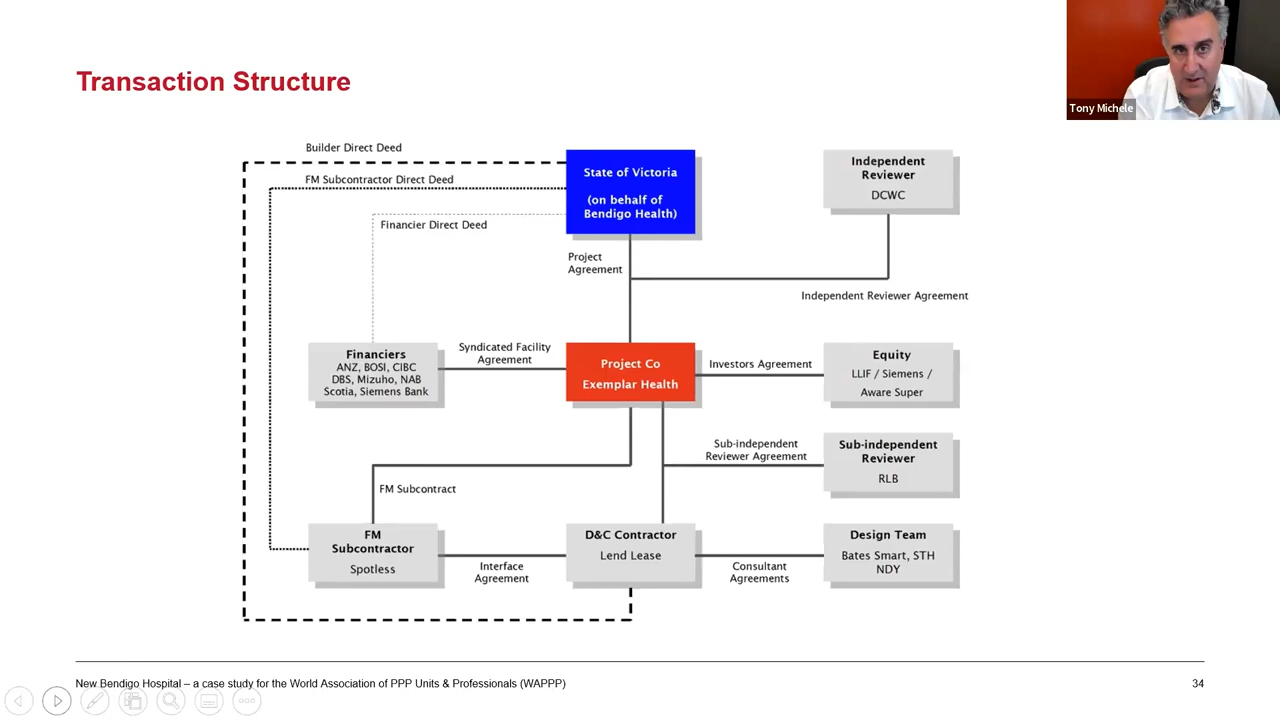 Transaction Structure
Tony Michele
Builder Direct Deed
FM Subcontractor Direct Deed
Financier Direct Deed
State of Victoria
(on behalf of
Bendigo Health)
Independent
Reviewer
DCWC
Project
Agreement
Independent Reviewer Agreement
Financiers
ANZ, BOSI, CIBC
DBS, Mizuho, NAB
Scotia, Siemens Bank
Syndicated Facility
Agreement
Project Co
Exemplar Health
Investors Agreement
Equity
LLIF / Siemens /
Aware Super
Sub-independent
Reviewer Agreement
Sub-independent
Reviewer
RLB
FM Subcontract
FM
Subcontractor
Spotless
Interface
Agreement
D&C Contractor
Lend Lease
Consultant
Agreements
Design Team
Bates Smart, STH
NDY
New Bendigo Hospital – a case study for the World Association of PPP Units & Professionals (WAPPP)
34